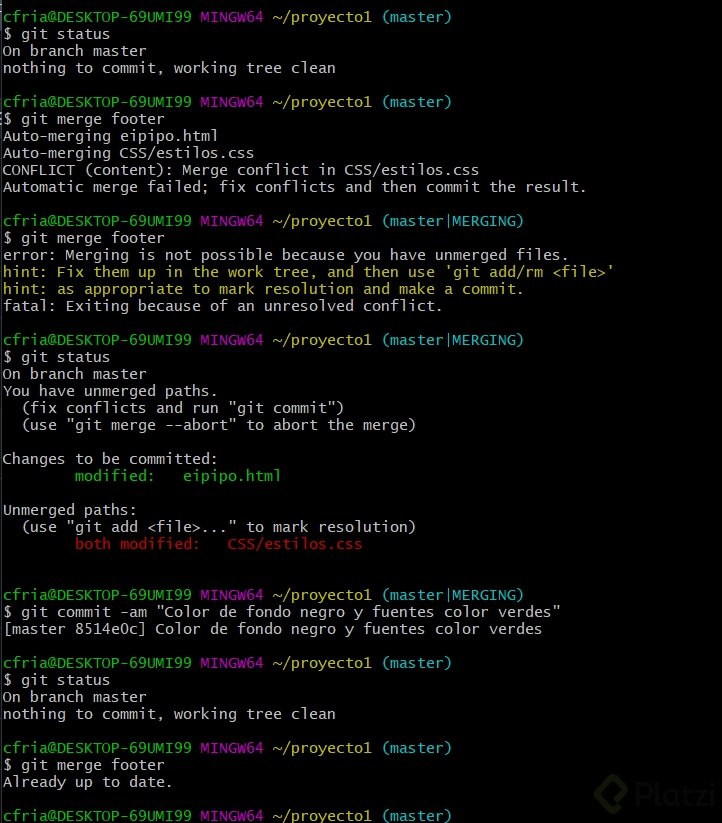 cfria@DESKTOP-69UMI99 MINGW64 ~/proyecto1 (master)
$ git status
On branch master
nothing to commit, working tree clean
cfria@DESKTOP-69UMI99 MINGW64 ~/proyecto1 (master)
$ git merge footer
Auto-merging eipipo.html
Auto-merging CSS/estilos.css
CONFLICT (content): Merge conflict in CSS/estilos.css
Automatic merge failed; fix conflicts and then commit the result.
cfria@DESKTOP-69UMI99 MINGW64 ~/proyecto1 (master|MERGING)
$ git merge footer
error: Merging is not possible because you have unmerged files.
hint: Fix them up in the work tree, and then use 'git add/rm <file>'
hint: as appropriate to mark resolution and make a commit.
fatal: Exiting because of an unresolved conflict.
cfria@DESKTOP-69UMI99 MINGW64 ~/proyecto1 (master|MERGING)
$ git status
On branch master
You have unmerged paths.
  (fix conflicts and run "git commit")
  (use "git merge --abort" to abort the merge)
Changes to be committed:
        modified:   eipipo.html
Unmerged paths:
  (use "git add <file>..." to mark resolution)
        both modified:   CSS/estilos.css
cfria@DESKTOP-69UMI99 MINGW64 ~/proyecto1 (master|MERGING)
$ git commit -am "Color de fondo negro y fuentes color verdes"
[master 8514e0c] Color de fondo negro y fuentes color verdes
cfria@DESKTOP-69UMI99 MINGW64 ~/proyecto1 (master)
$ git status
On branch master
nothing to commit, working tree clean
cfria@DESKTOP-69UMI99 MINGW64 ~/proyecto1 (master)
$ git merge footer
Already up to date.
cfria@DESKTOP-69UMI99 MINGW64 ~/proyecto1 (master)
Platzi